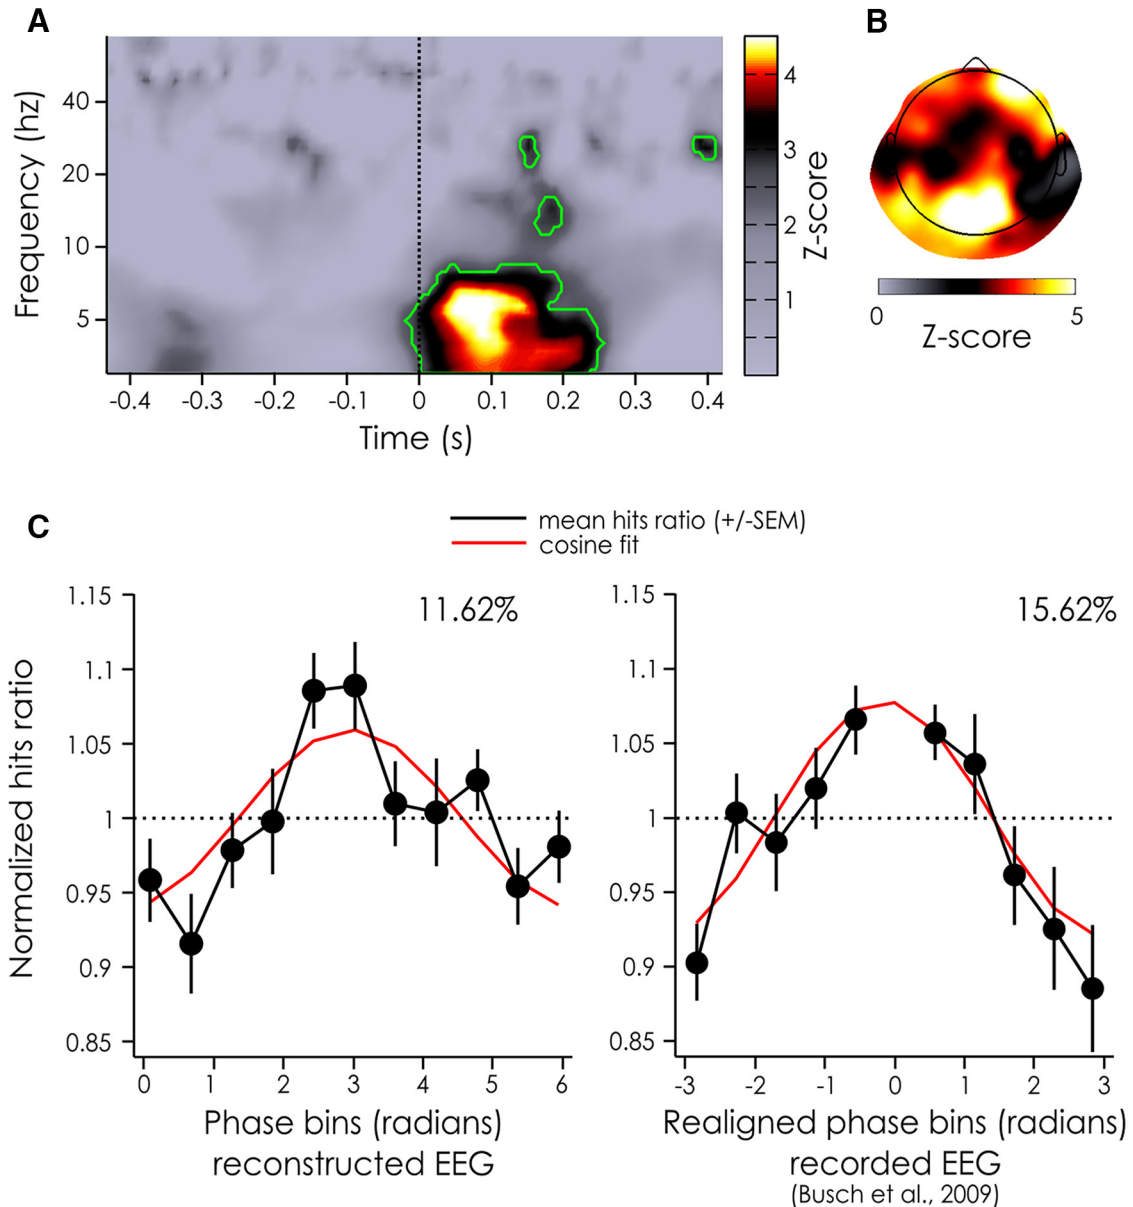 A
B
Frequency (hz)
40
20
10
5
-0.4 -0.3 -0.2 -0.1 0 0.1 0.2 0.3 0.4
Time (s)
4
3
2
1
Z-score
0 5
Z-score
C
mean hits ratio (+/-SEM)
cosine fit
Normalized hits ratio
1.15
1.1
1.05
1
0.95
0.9
0.85
11.62%
0 1 2 3 4 5 6
Phase bins (radians)
reconstructed EEG
1.15
1.1
1.05
1
0.95
0.9
0.85
15.62%
-3 -2 -1 0 1 2 3
Realigned phase bins (radians)
recorded EEG
(Busch et al., 2009)